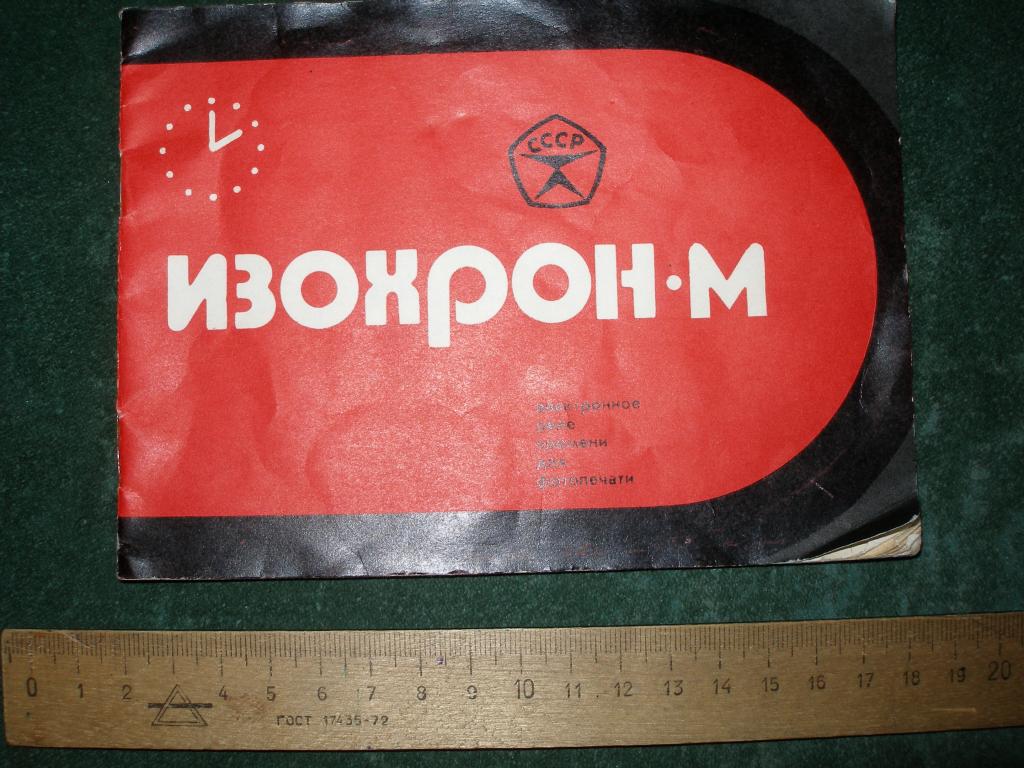 СССР
ИЗОХРОН·М
электронное
реле
времени
для
фотопечати
0 1 2 4 5 6 7 8 9 10 11 12 13 14 15 16 17 18 19 20
ГОСТ 17435-72